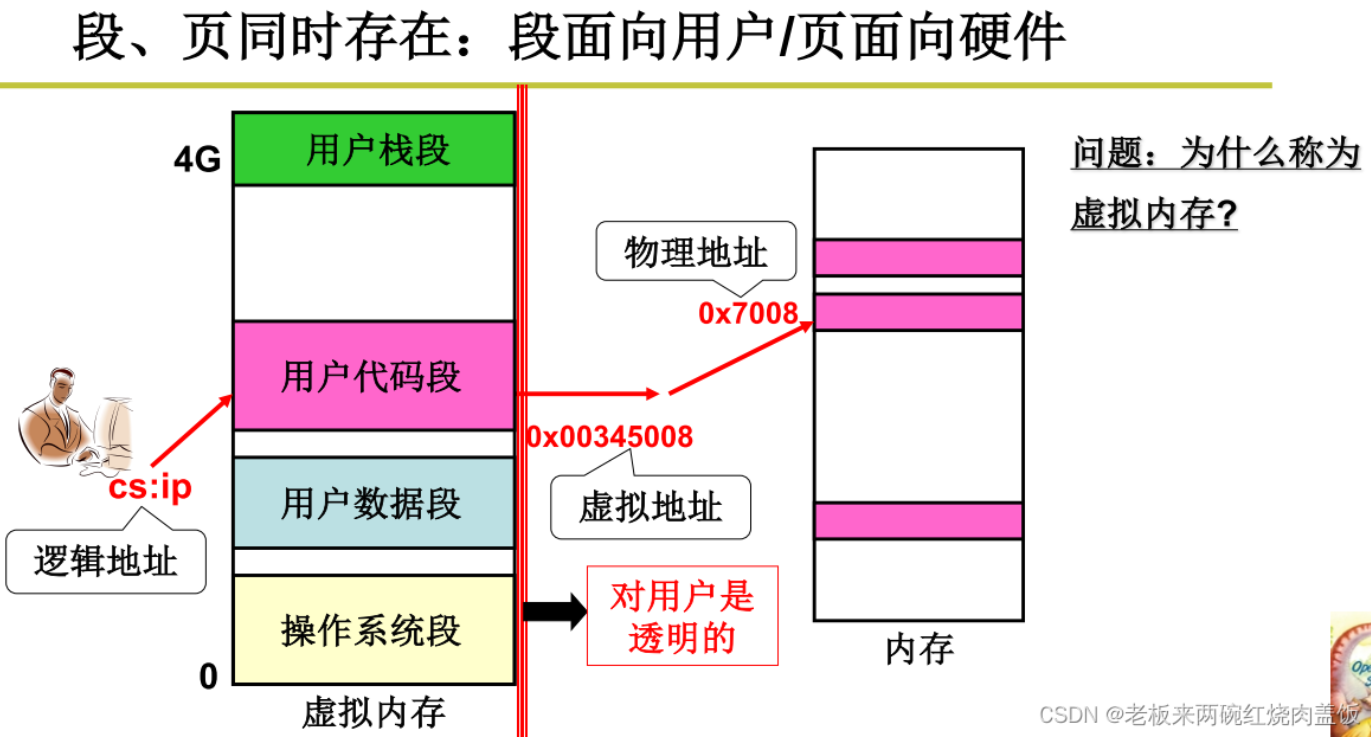 段、页同时存在：段面向用户/页面向硬件
4G
用户栈段
问题：为什么称为
虚拟内存?
物理地址
0x7008
用户代码段
0x00345008
cs:ip
用户数据段
虚拟地址
逻辑地址
对用户是
透明的
操作系统段
0
内存
虚拟内存
CSDN @老板来两碗红烧肉盖饭